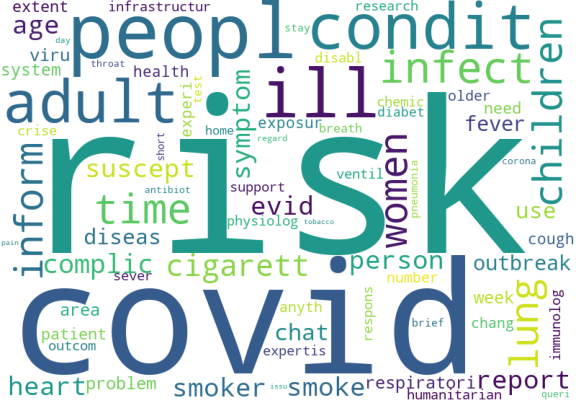 extent infrastructur research
age peopl stay condit children
viru day
system throat health disabl infect
adult ill experi test chemic older need
crise symptom exposur diabet fever
risk
short home breath regard corona
inform suscept women pneumonia
antibiot support ventil
time evid use
physiolog tobacco
pain diseas cough
complic sever cigarett person outbreak
covid number
area anyth respons week lung immunolog
chat brief chang
patient expertis
outcom
heart problem smoker issu smoke respiratori report
humanitarian queri